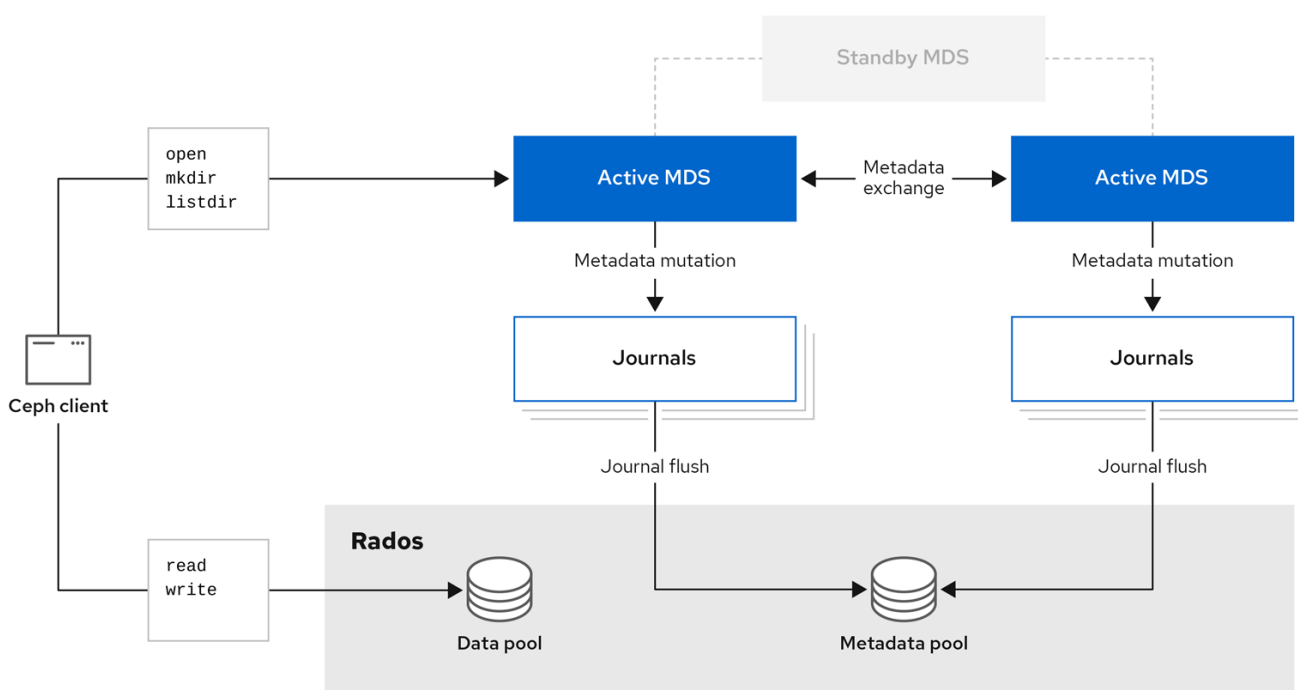 Standby MDS
open
mkdir
listdir
Active MDS
Metadata
exchange
Active MDS
Metadata mutation
Metadata mutation
Journals
Journals
Ceph client
Journal flush
Journal flush
Rados
read
write
Data pool
Metadata pool